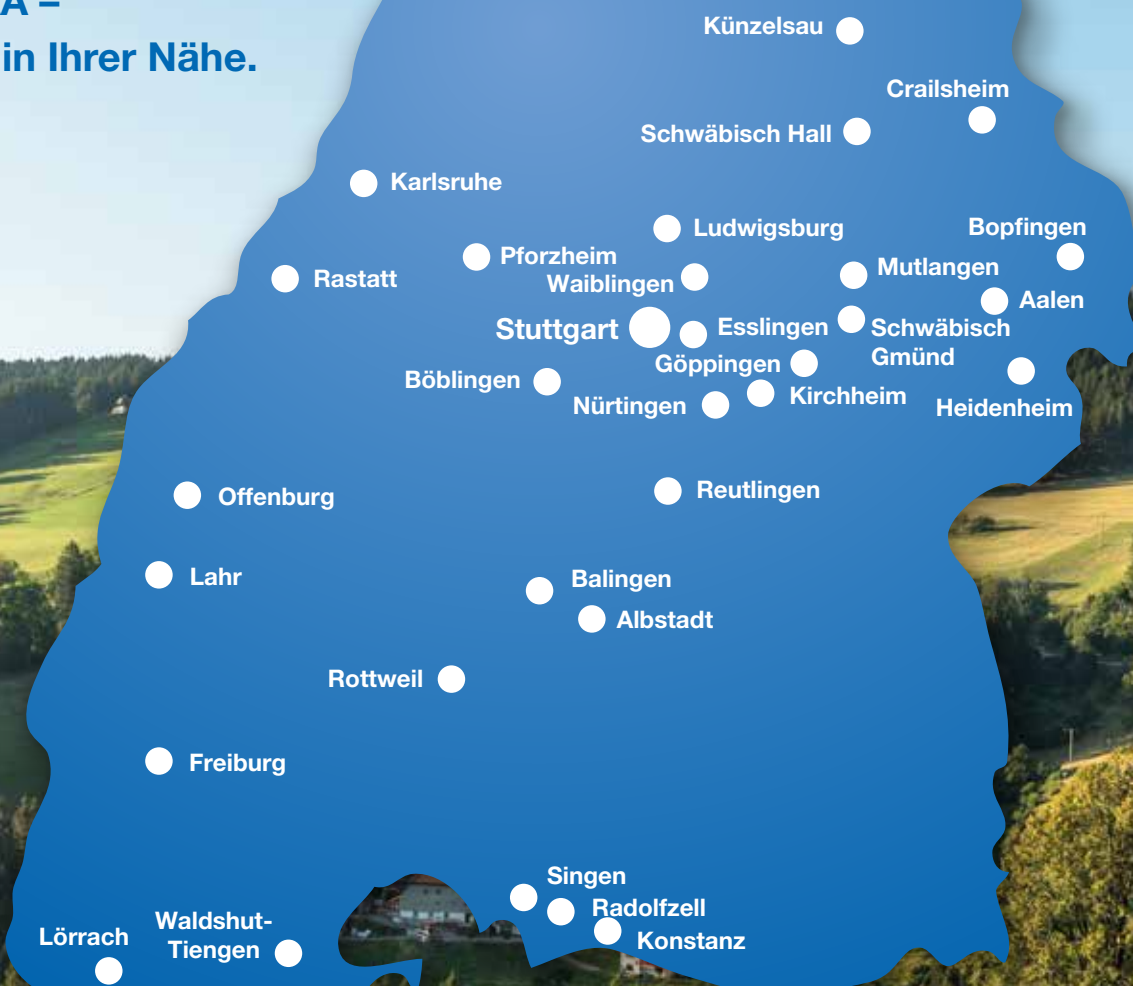 A –
in Ihrer Nähe.
Künzelsau
Crailsheim
Schwäbisch Hall
Karlsruhe
Ludwigsburg
Bopfingen
Pforzheim
Mutlangen
Rastatt
Waiblingen
Aalen
Stuttgart
Esslingen
Schwäbisch
Gmünd
Göppingen
Böblingen
Kirchheim
Nürtingen
Heidenheim
Offenburg
Reutlingen
Lahr
Balingen
Albstadt
Rottweil
Freiburg
Singen
Radolfzell
Konstanz
Waldshut-
Tiengen
Lörrach